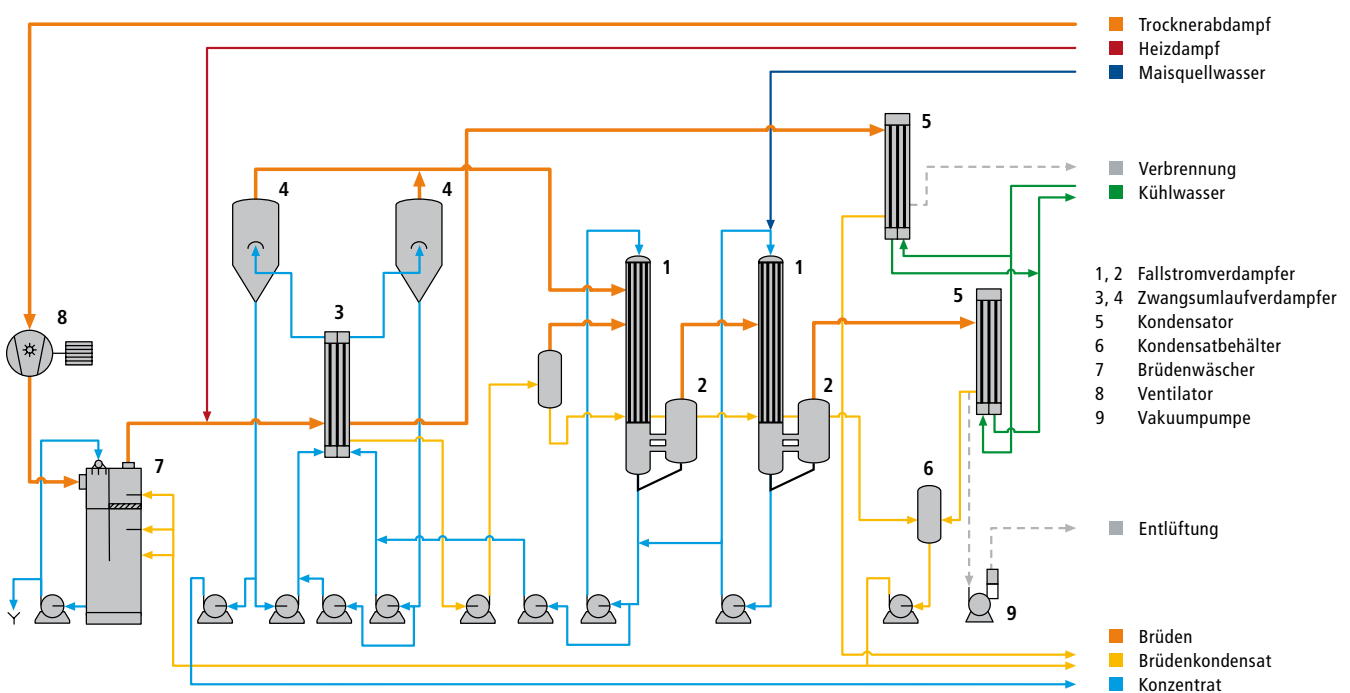 Trocknerabdampf
Heizdampf
Maisquellwasser
5
Verbrennung
Kühlwasser
4
4
1
1
1, 2 Fallstromverdampfer
3, 4 Zwangsumlaufverdampfer
5 Kondensator
6 Kondensatbehälter
7 Brüdenwäscher
8 Ventilator
9 Vakuumpumpe
5
3
8
2
2
7
6
Entlüftung
9
Brüden
Brüdenkondensat
Konzentrat